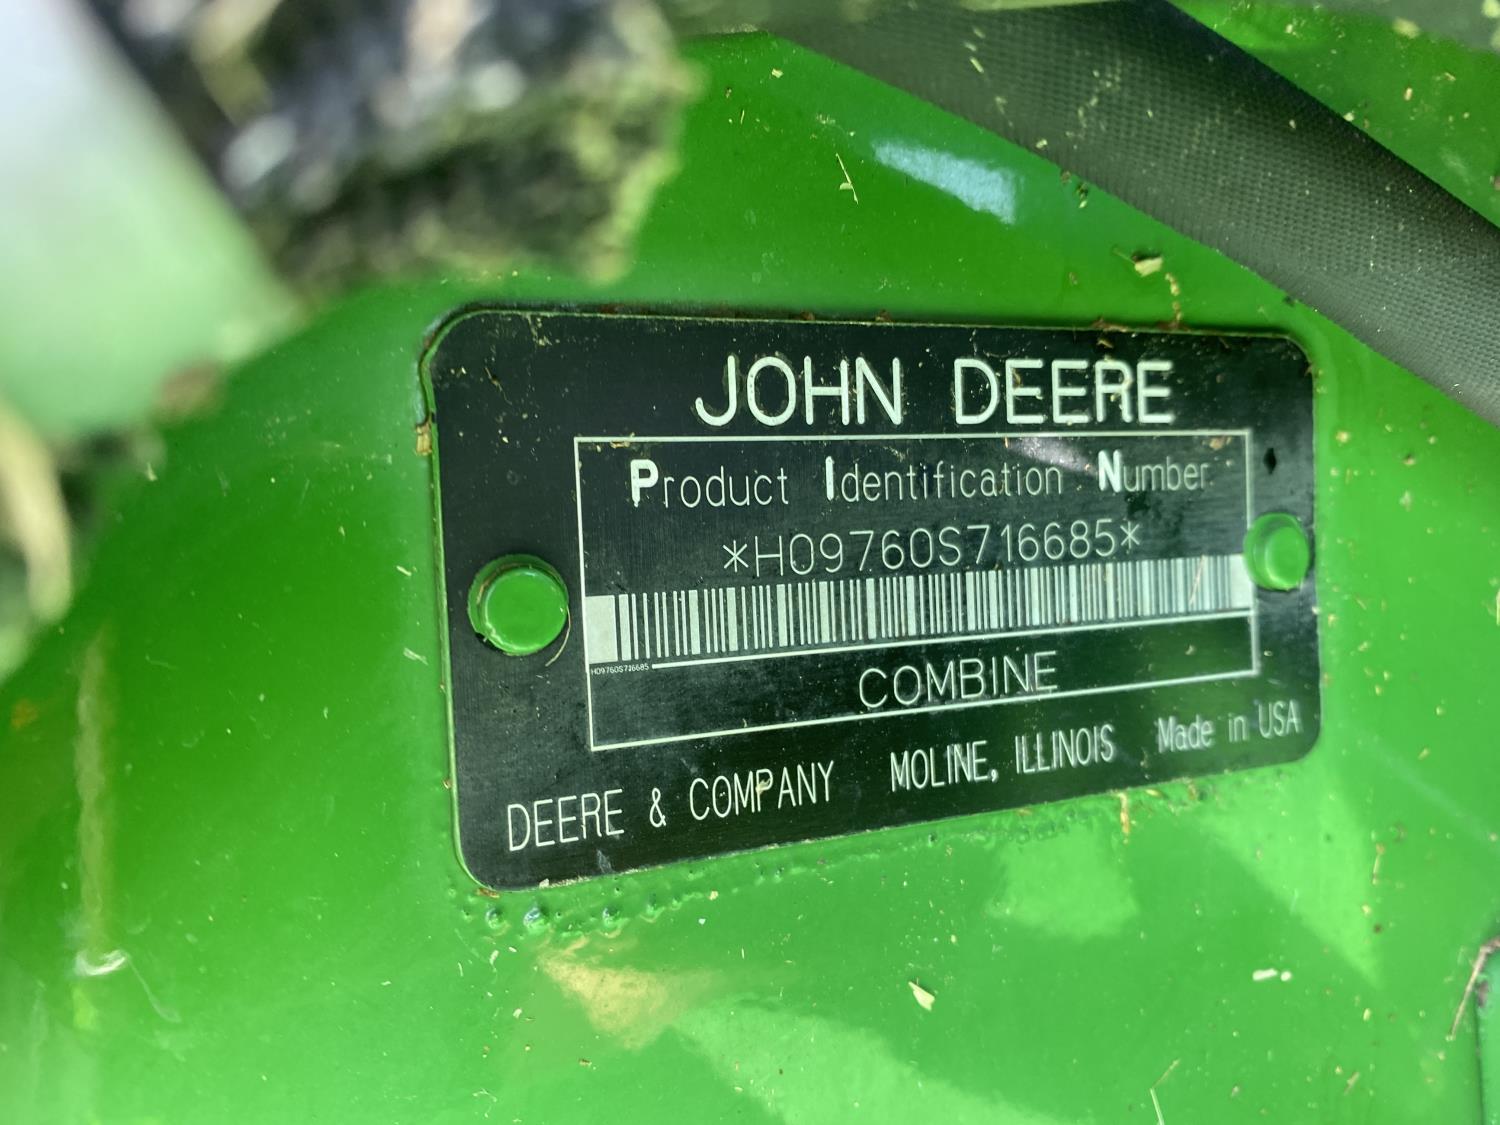 JOHN DEERE
Product Identification Number
*H09760S716685*
H09760S716685
COMBINE
DEERE & COMPANY MOLINE, ILLINOIS Made in USA